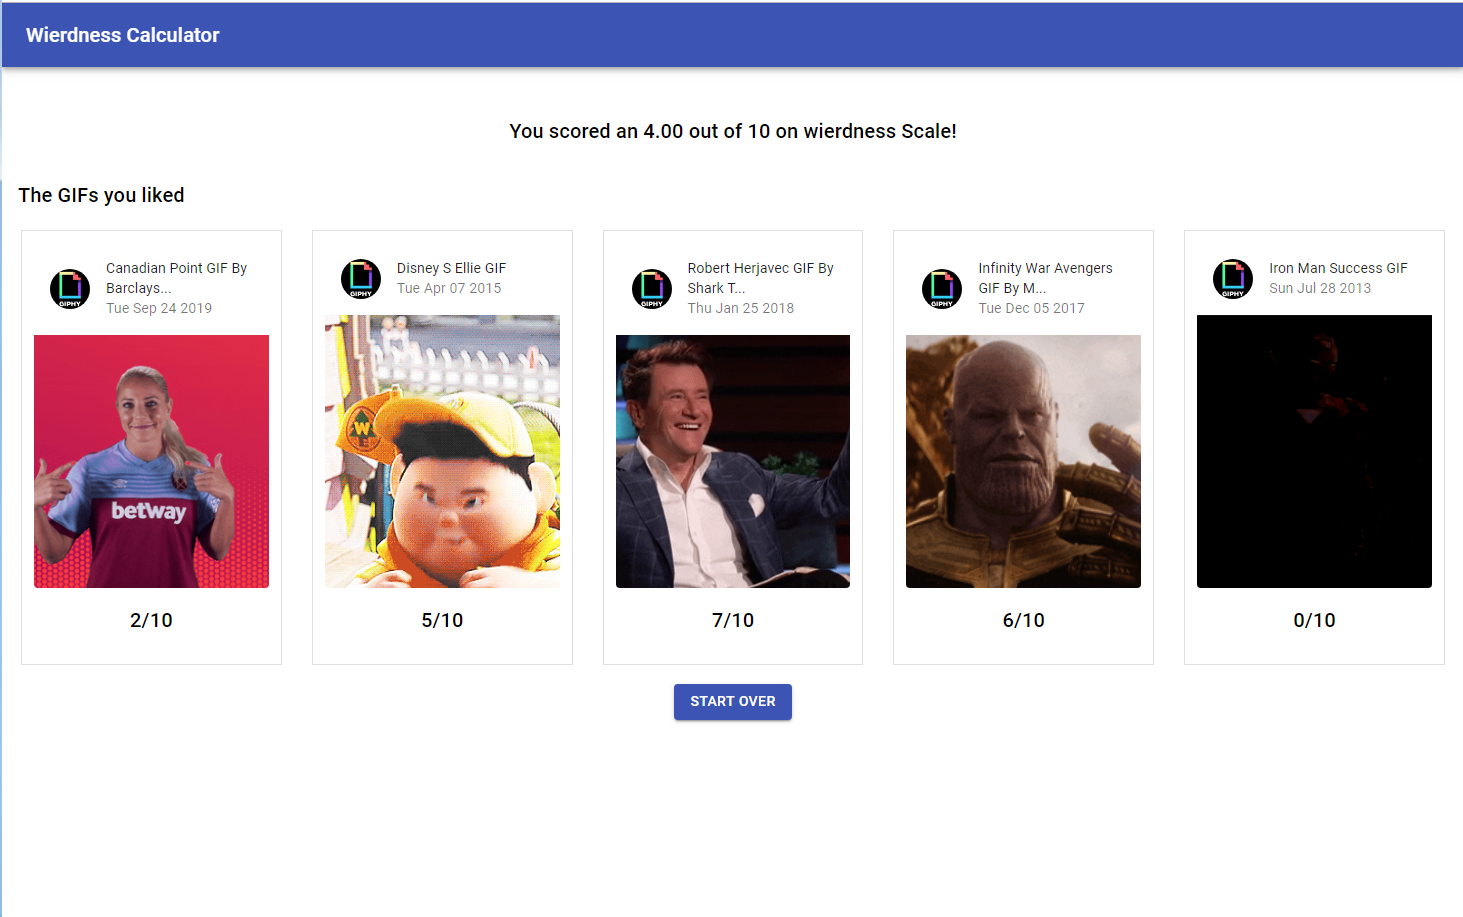 Wierdness Calculator
You scored an 4.00 out of 10 on wierdness Scale!
The GIFs you liked
GIPHY
Canadian Point GIF By
Barclays...
Tue Sep 24 2019
betway
2/10
GIPHY
Disney S Ellie GIF
Tue Apr 07 2015
W
5/10
GIPHY
Robert Herjavec GIF By
Shark T...
Thu Jan 25 2018
7/10
GIPHY
Infinity War Avengers
GIF By M...
Tue Dec 05 2017
6/10
GIPHY
Iron Man Success GIF
Sun Jul 28 2013
0/10
START OVER